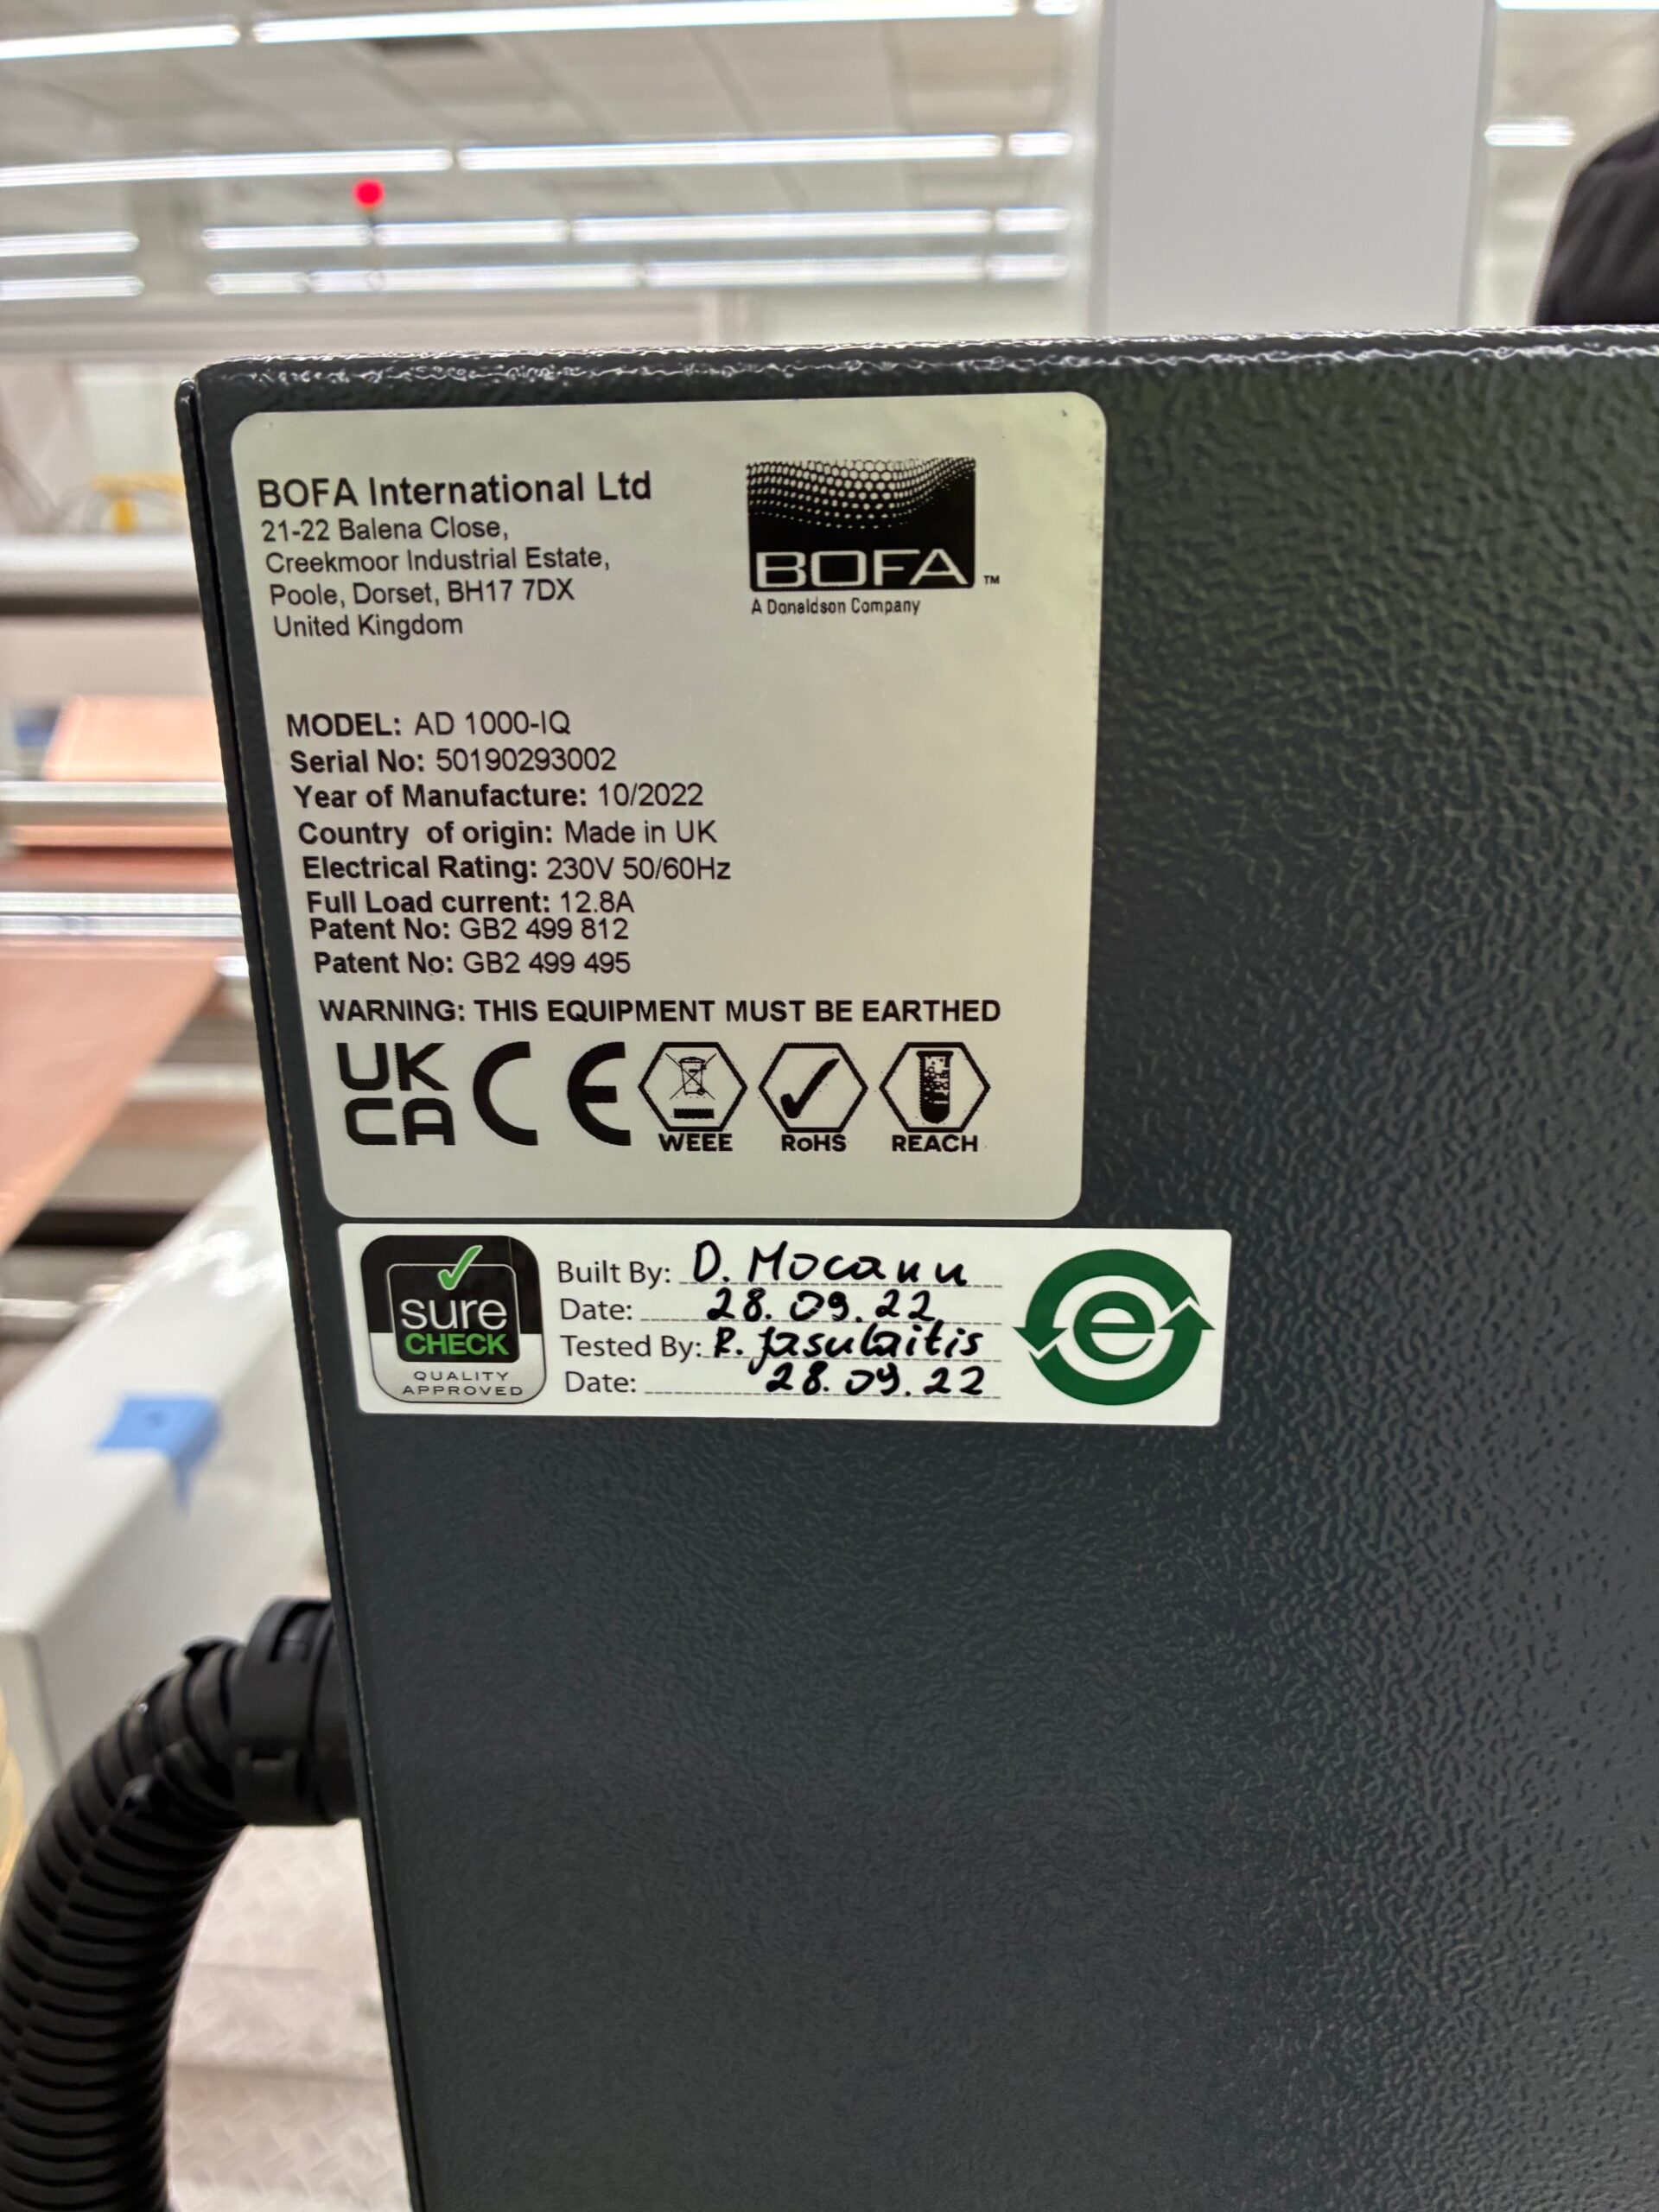 BOFA International Ltd
21-22 Balena Close,
Creekmoor Industrial Estate,
Poole, Dorset, BH17 7DX
United Kingdom
BOFA ™
A Donaldson Company
MODEL: AD 1000-IQ
Serial No: 50190293002
Year of Manufacture: 10/2022
Country of origin: Made in UK
Electrical Rating: 230V 50/60Hz
Full Load current: 12.8A
Patent No: GB2 499 812
Patent No: GB2 499 495
WARNING: THIS EQUIPMENT MUST BE EARTHED
UK
CA
CE
WEEE RoHS REACH
sure
CHECK
QUALITY
APPROVED
Built By: D. Mocanu
Date: 28.09.22
Tested By: R. Jasulaitis
Date: 28.09.22
e